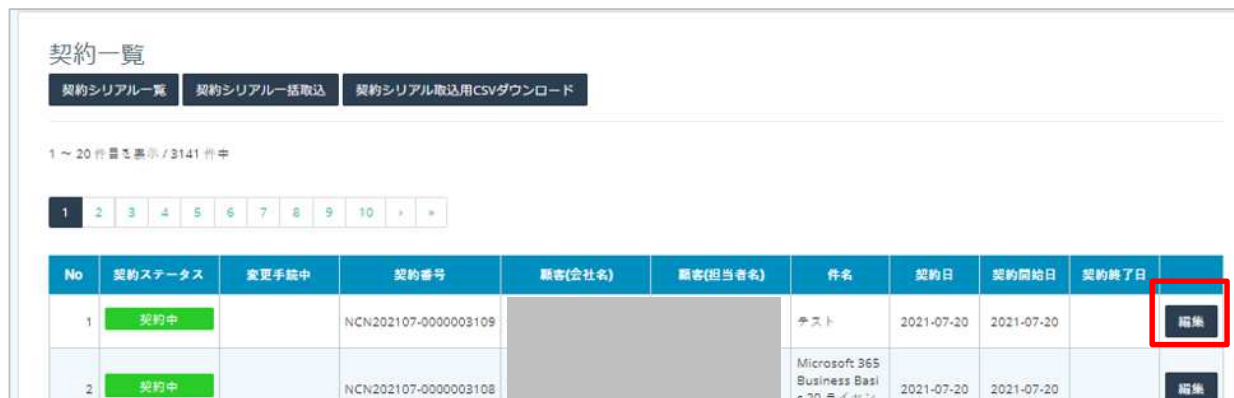 契約一覧
契約シリアル一覧 契約シリアル一括取込 契約シリアル取込用CSVダウンロード
1 ~ 20 件目を表示 / 3141 件中
1 2 3 4 5 6 7 8 9 10 › »
No 契約ステータス 変更手続中 契約番号 顧客(会社名) 顧客(担当者名) 件名 契約日 契約開始日 契約終了日
1 契約中 NCN202107-0000003109 テスト 2021-07-20 2021-07-20 編集
Microsoft 365
Business Basi
2 契約中 NCN202107-0000003108 c 20 ライセン 2021-07-20 2021-07-20 編集